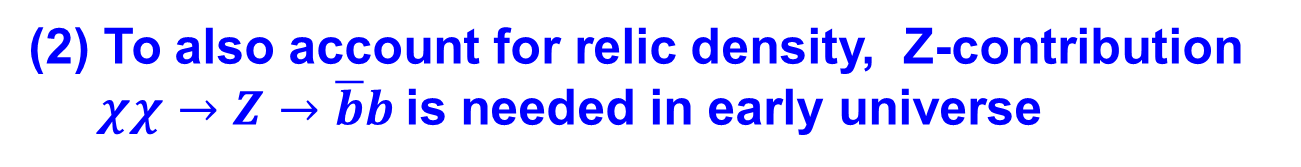 (2) To also account for relic density, Z-contribution
χχ → Z → b̅b is needed in early universe